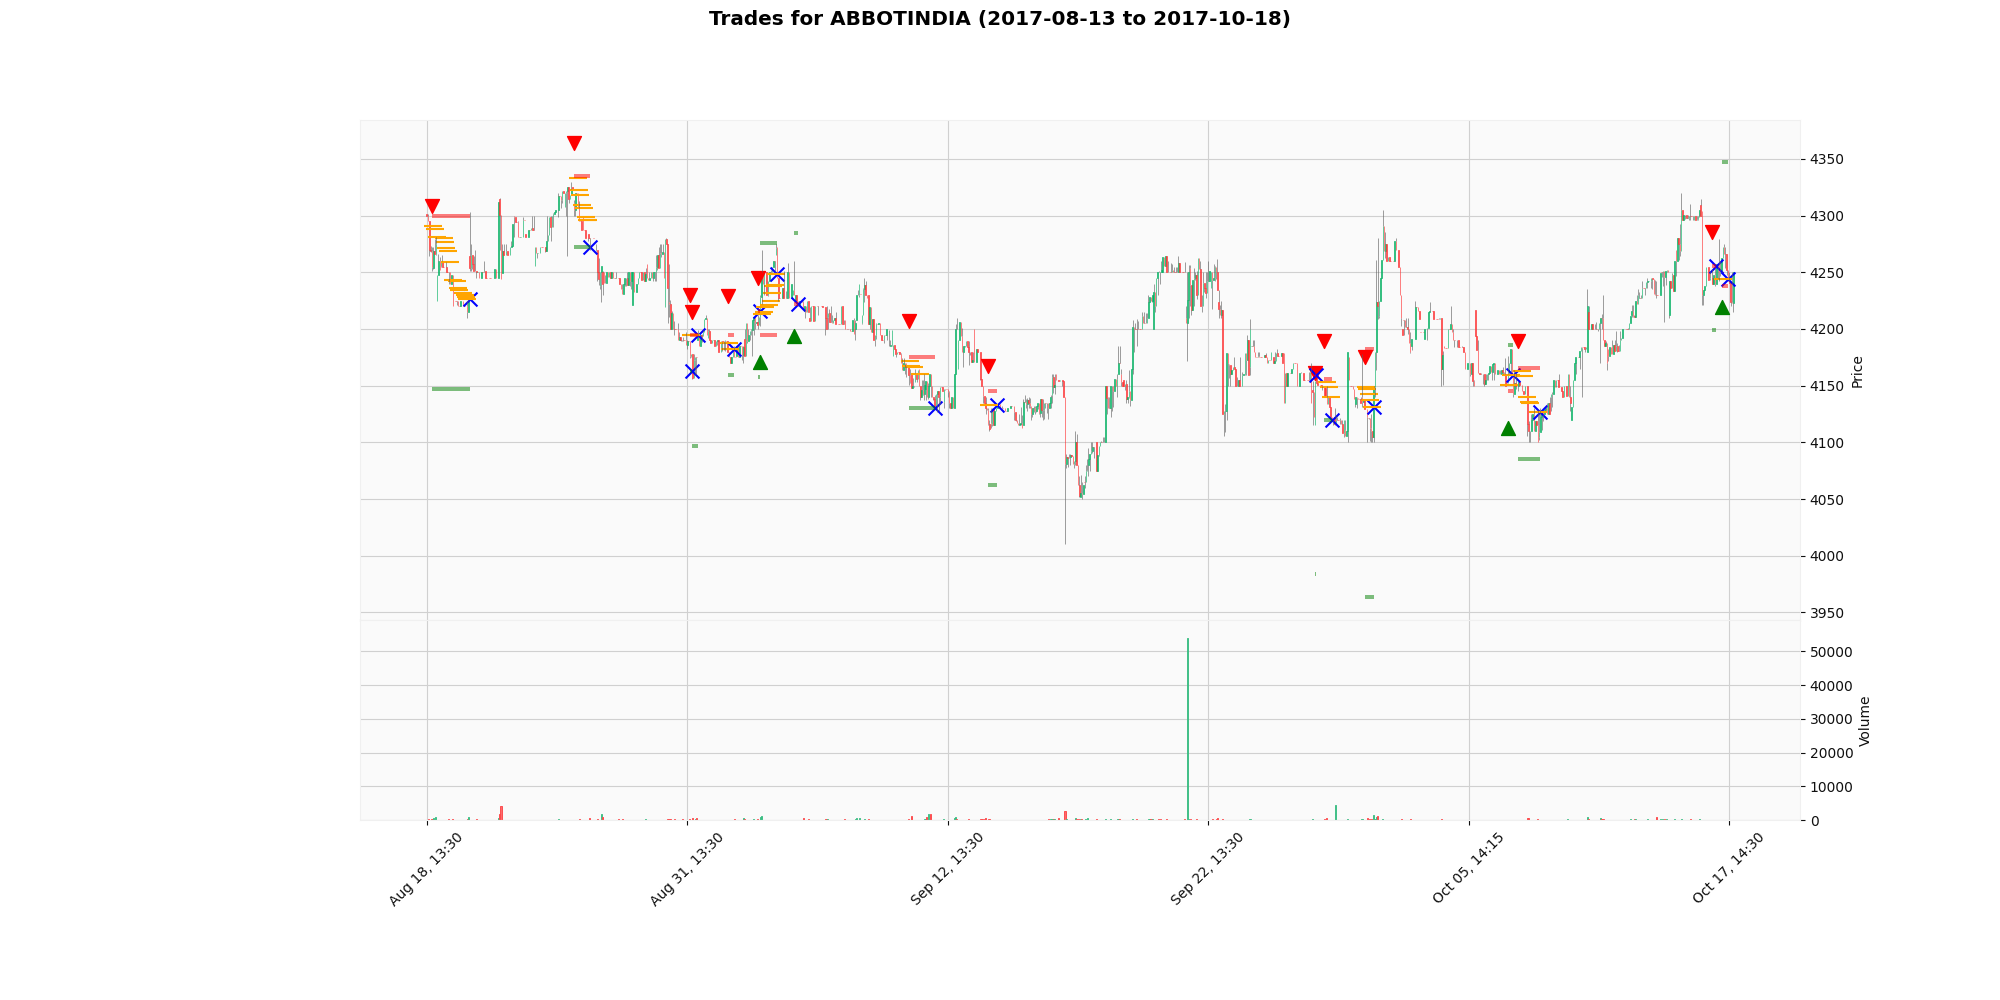 Trades for ABBOTINDIA (2017-08-13 to 2017-10-18)
4350
4300
4250
4200
4150
4100
4050
4000
3950
Price
50000
40000
30000
20000
10000
0
Volume
Aug 18, 13:30
Aug 31, 13:30
Sep 12, 13:30
Sep 22, 13:30
Oct 05, 14:15
Oct 17, 14:30